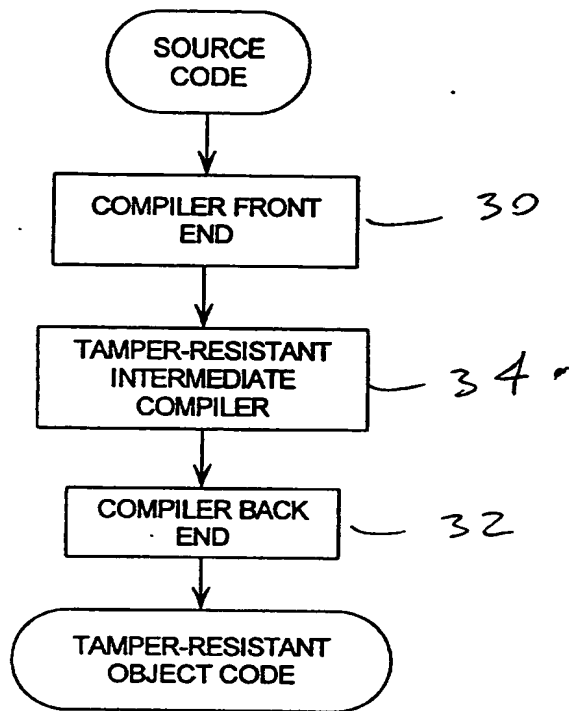 SOURCE
CODE
COMPILER FRONT
END
30
TAMPER-RESISTANT
INTERMEDIATE
COMPILER
34
COMPILER BACK
END
32
TAMPER-RESISTANT
OBJECT CODE